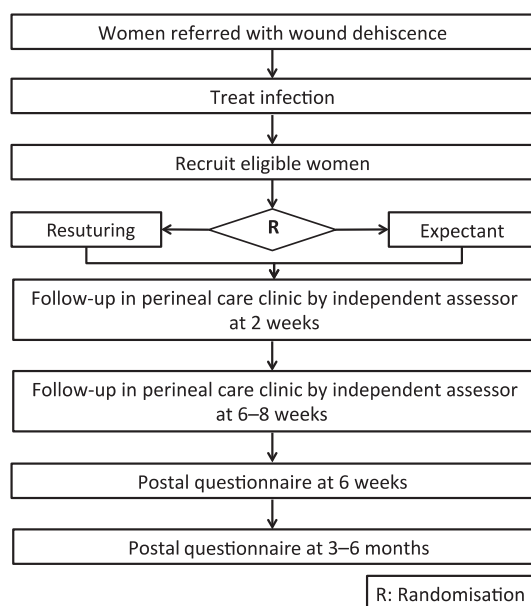 Women referred with wound dehiscence
Treat infection
Recruit eligible women
Resuturing
R
Expectant
Follow-up in perineal care clinic by independent assessor
at 2 weeks
Follow-up in perineal care clinic by independent assessor
at 6–8 weeks
Postal questionnaire at 6 weeks
Postal questionnaire at 3–6 months
R: Randomisation